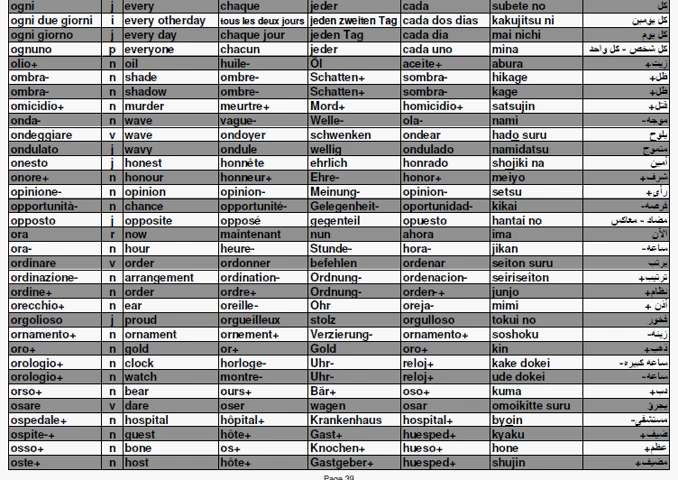 ogni j every chaque jeder cada subete no كل
ogni due giorni i every otherday tous les deux jours jeden zweiten Tag cada dos dias kakujitsu ni كل يومين
ogni giorno j every day chaque jour jeden Tag cada dia mai nichi كل يوم
ognuno p everyone chacun jeder cada uno mina كل شخص - كل واحد
olio+ n oil huile- Öl aceite+ abura زيت+
ombra- n shade ombre- Schatten+ sombra- hikage ظل+
ombra- n shadow ombre- Schatten+ sombra- kage ظل+
omicidio+ n murder meurtre+ Mord+ homicidio+ satsujin قتل+
onda- n wave vague- Welle- ola- nami موجه-
ondeggiare v wave ondoyer schwenken ondear hado suru يلوح
ondulato j wavy ondule wellig ondulado namidatsu متموج
onesto j honest honnête ehrlich honrado shojiki na أمين
onore+ n honour honneur+ Ehre- honor+ meiyo شرف+
opinione- n opinion opinion- Meinung- opinion- setsu رأى+
opportunità- n chance opportunité- Gelegenheit- oportunidad- kikai فرصه-
opposto j opposite opposé gegenteil opuesto hantai no مضاد - معاكس
ora r now maintenant nun ahora ima الأن
ora- n hour heure- Stunde- hora- jikan ساعه-
ordinare v order ordonner befehlen ordenar seiton suru يرتب
ordinazione- n arrangement ordination- Ordnung- ordenacion- seiriseiton ترتيب+
ordine+ n order ordre+ Ordnung- orden-+ junjo نظام+
orecchio+ n ear oreille- Ohr oreja- mimi أذن +
orgolioso j proud orgueilleux stolz orgulloso tokui no فخور
ornamento+ n ornament ornement+ Verzierung- ornamento+ soshoku زينه-
oro+ n gold or+ Gold oro+ kin ذهب+
orologio+ n clock horloge- Uhr- reloj+ kake dokei ساعه كبيره-
orologio+ n watch montre- Uhr- reloj+ ude dokei ساعه-
orso+ n bear ours+ Bär+ oso+ kuma دب+
osare v dare oser wagen osar omoikitte suru يجرؤ
ospedale+ n hospital hôpital+ Krankenhaus hospital+ byoin مستشفى-
ospite-+ n guest hôte+ Gast+ huesped+ kyaku ضيف+
osso+ n bone os+ Knochen+ hueso+ hone عظم+
oste+ n host hôte+ Gastgeber+ huesped+ shujin مضيف+
Page 39